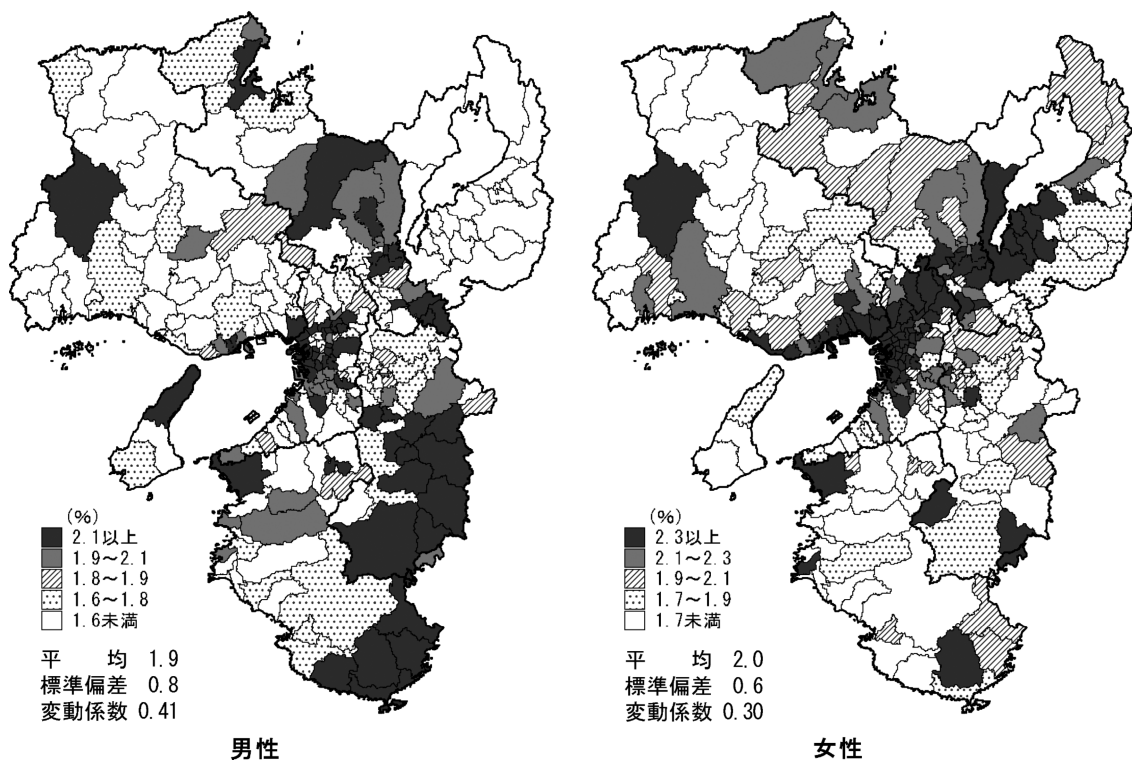 (%)
2.1以上
1.9～2.1
1.8～1.9
1.6～1.8
1.6未満
平　均 1.9
標準偏差 0.8
変動係数 0.41
男性
(%)
2.3以上
2.1～2.3
1.9～2.1
1.7～1.9
1.7未満
平　均 2.0
標準偏差 0.6
変動係数 0.30
女性